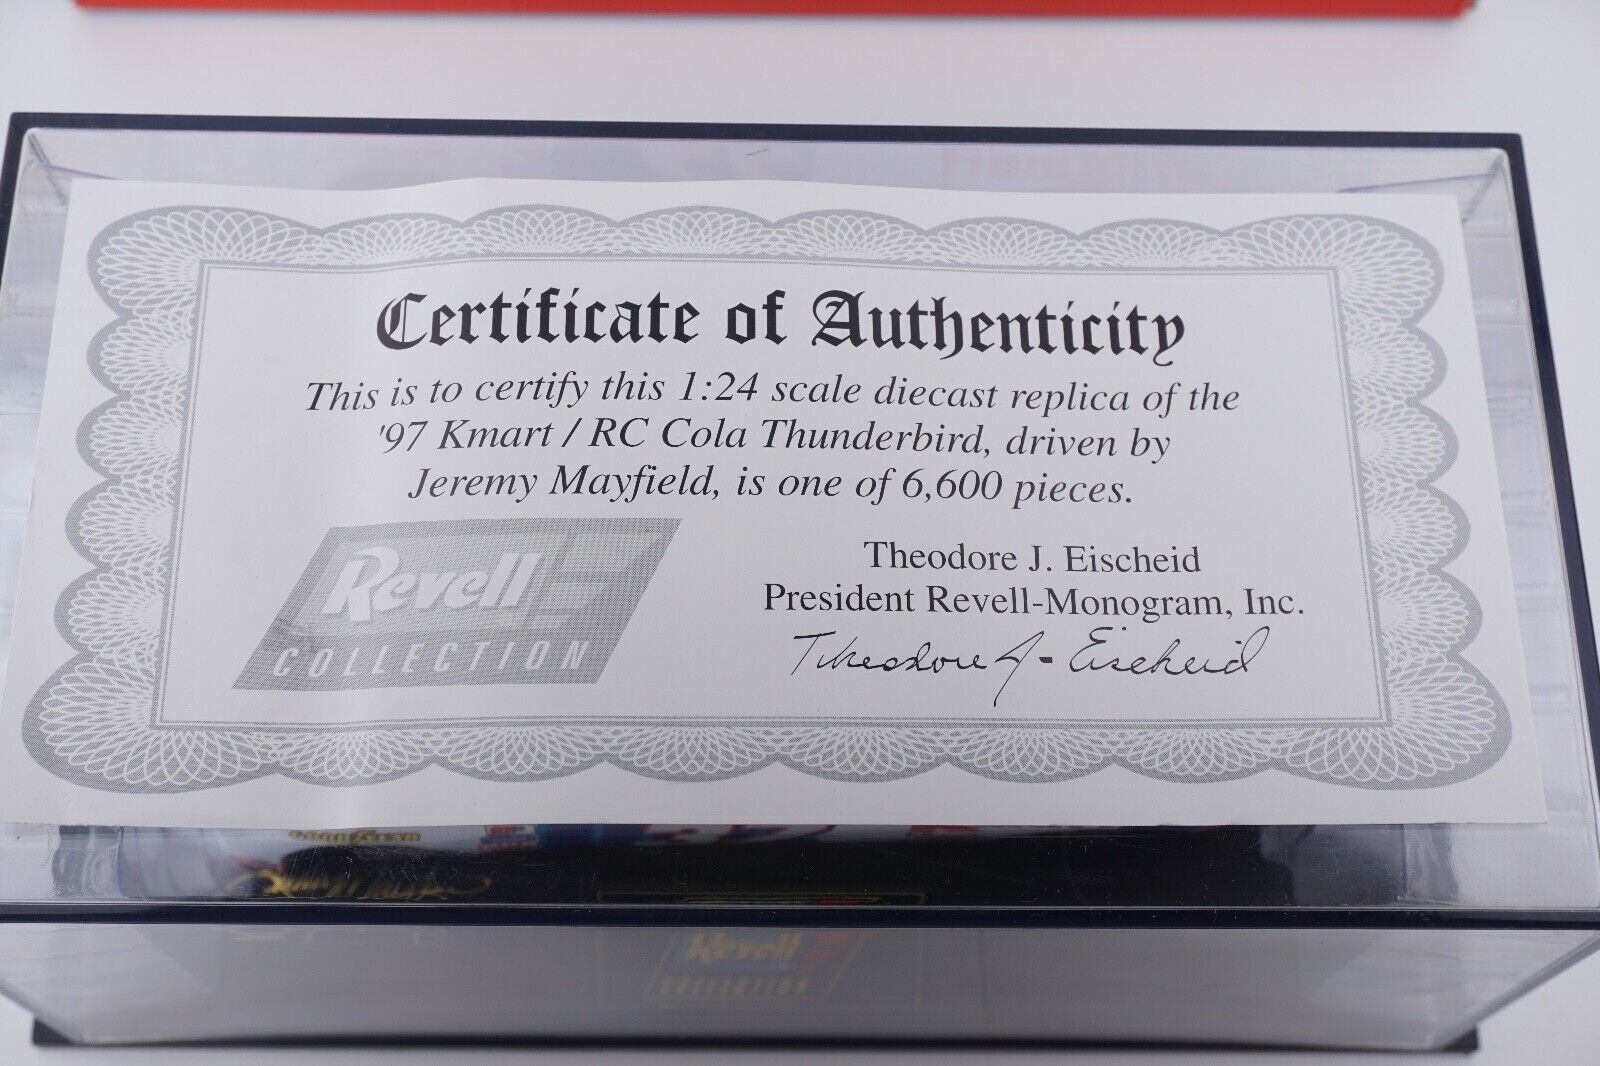 Certificate of Authenticity
This is to certify this 1:24 scale diecast replica of the
'97 Kmart / RC Cola Thunderbird, driven by
Jeremy Mayfield, is one of 6,600 pieces.
Revell
COLLECTION
Theodore J. Eischeid
President Revell-Monogram, Inc.
Theodore J. Eischeid
Revell
COLLECTION